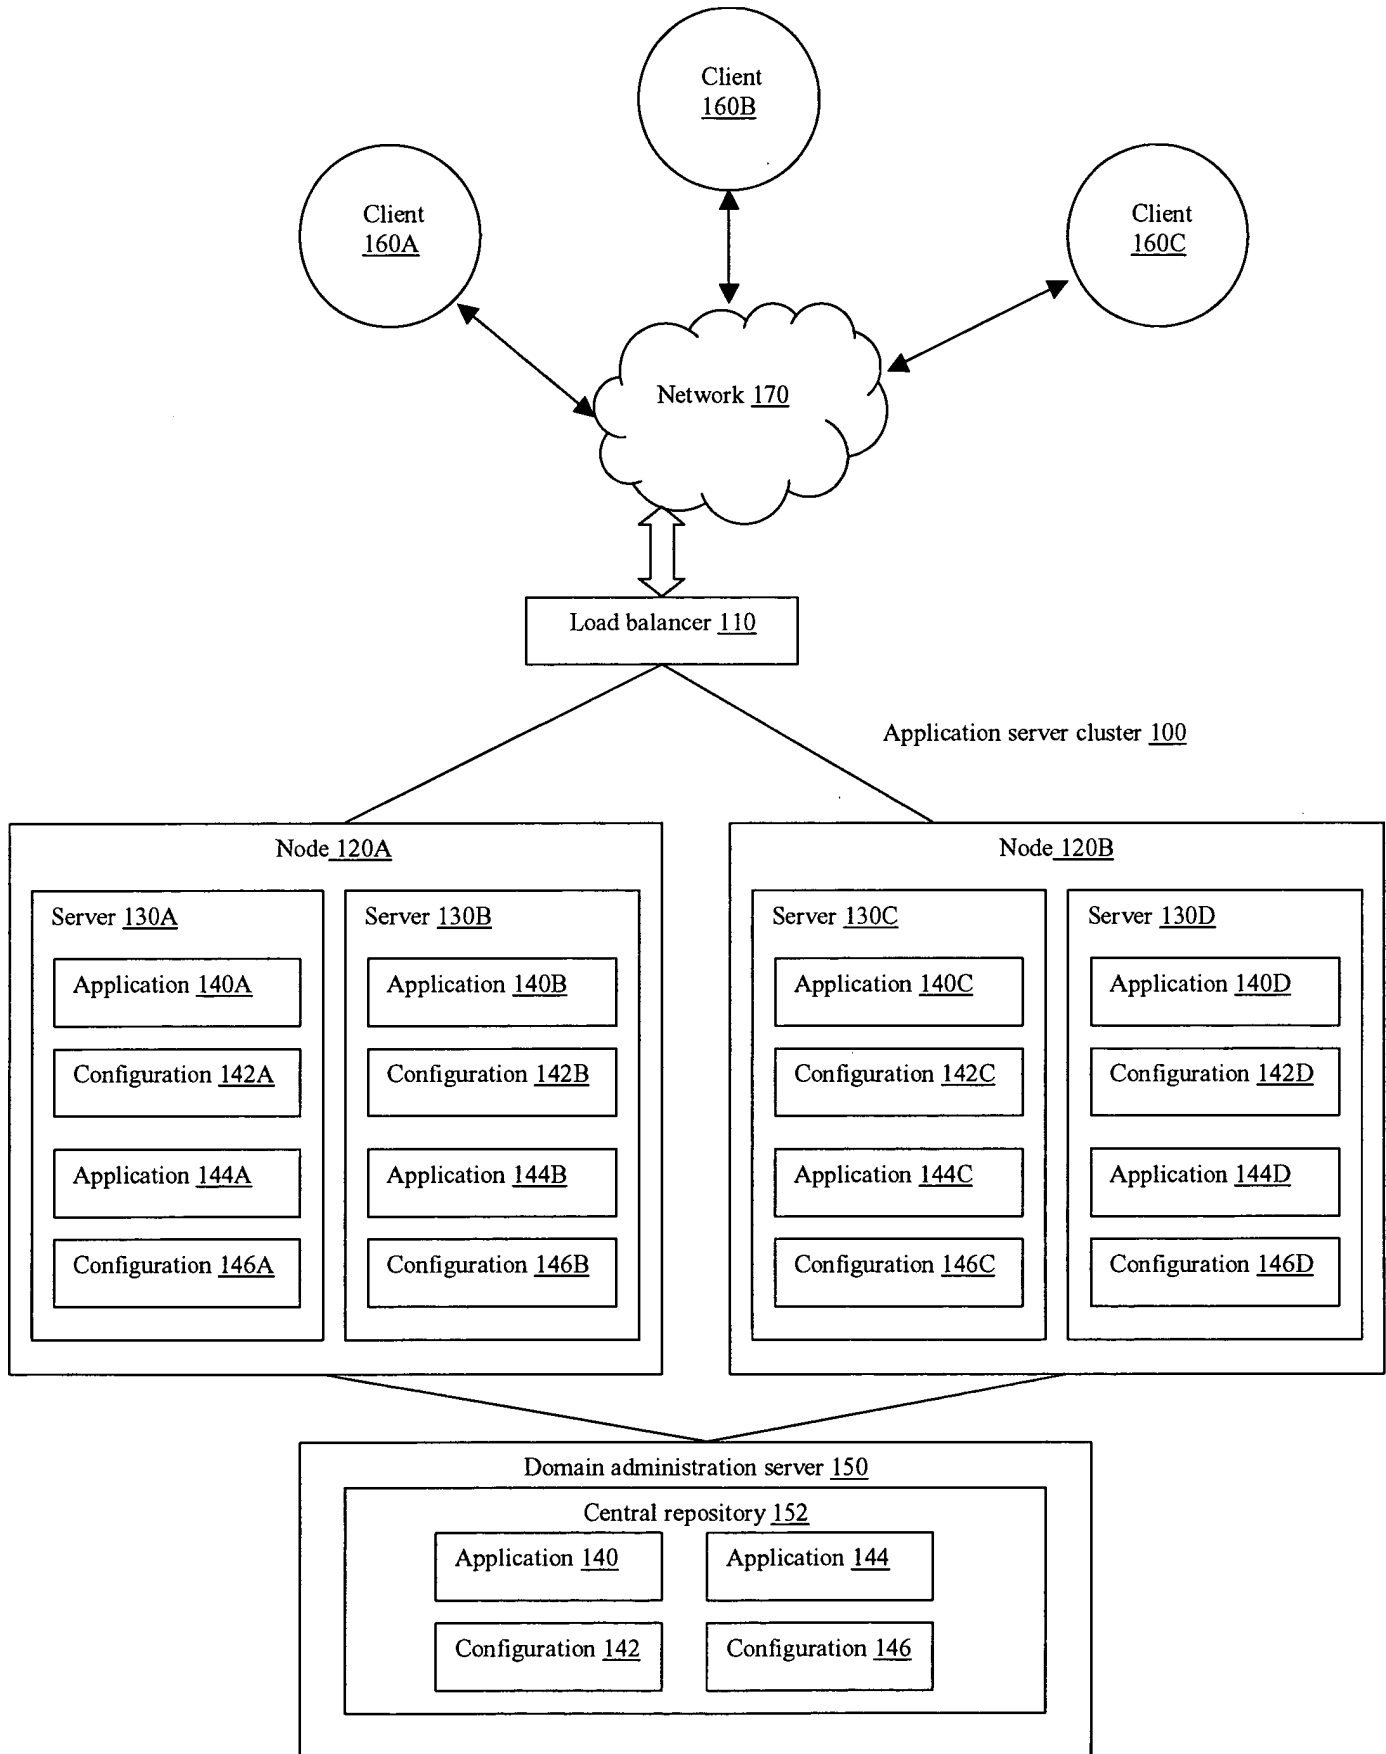 Client
160B
Client
160A
Client
160C
Network 170
Load balancer 110
Application server cluster 100
Node 120A
Server 130A
Application 140A
Configuration 142A
Application 144A
Configuration 146A
Server 130B
Application 140B
Configuration 142B
Application 144B
Configuration 146B
Node 120B
Server 130C
Application 140C
Configuration 142C
Application 144C
Configuration 146C
Server 130D
Application 140D
Configuration 142D
Application 144D
Configuration 146D
Domain administration server 150
Central repository 152
Application 140
Application 144
Configuration 142
Configuration 146